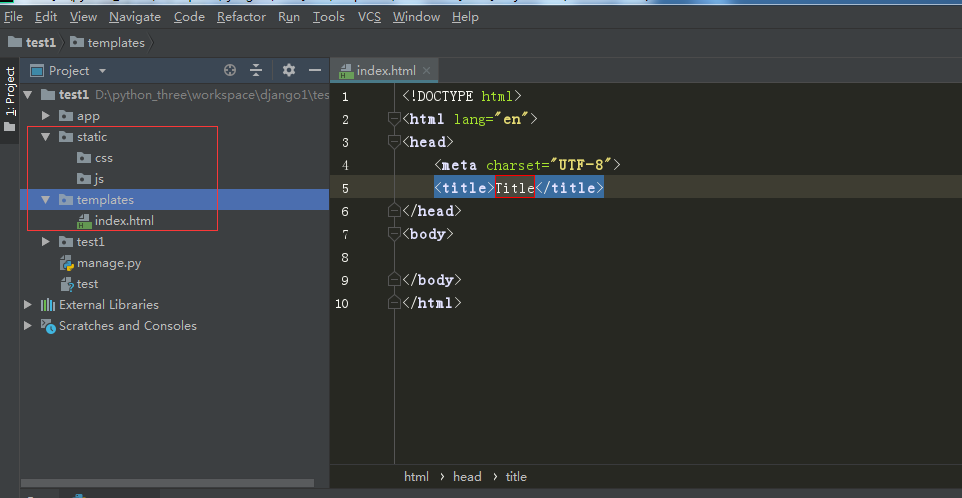 File Edit View Navigate Code Refactor Run Tools VCS Window Help
test1 templates
1: Project
Project
test1 D:\python_three\workspace\django1\tes
app
static
css
js
templates
index.html
test1
manage.py
test
External Libraries
Scratches and Consoles
index.html
1 <!DOCTYPE html>
2 <html lang="en">
3 <head>
4 <meta charset="UTF-8">
5 <title>Title</title>
6 </head>
7 <body>
8
9 </body>
10 </html>
html › head › title